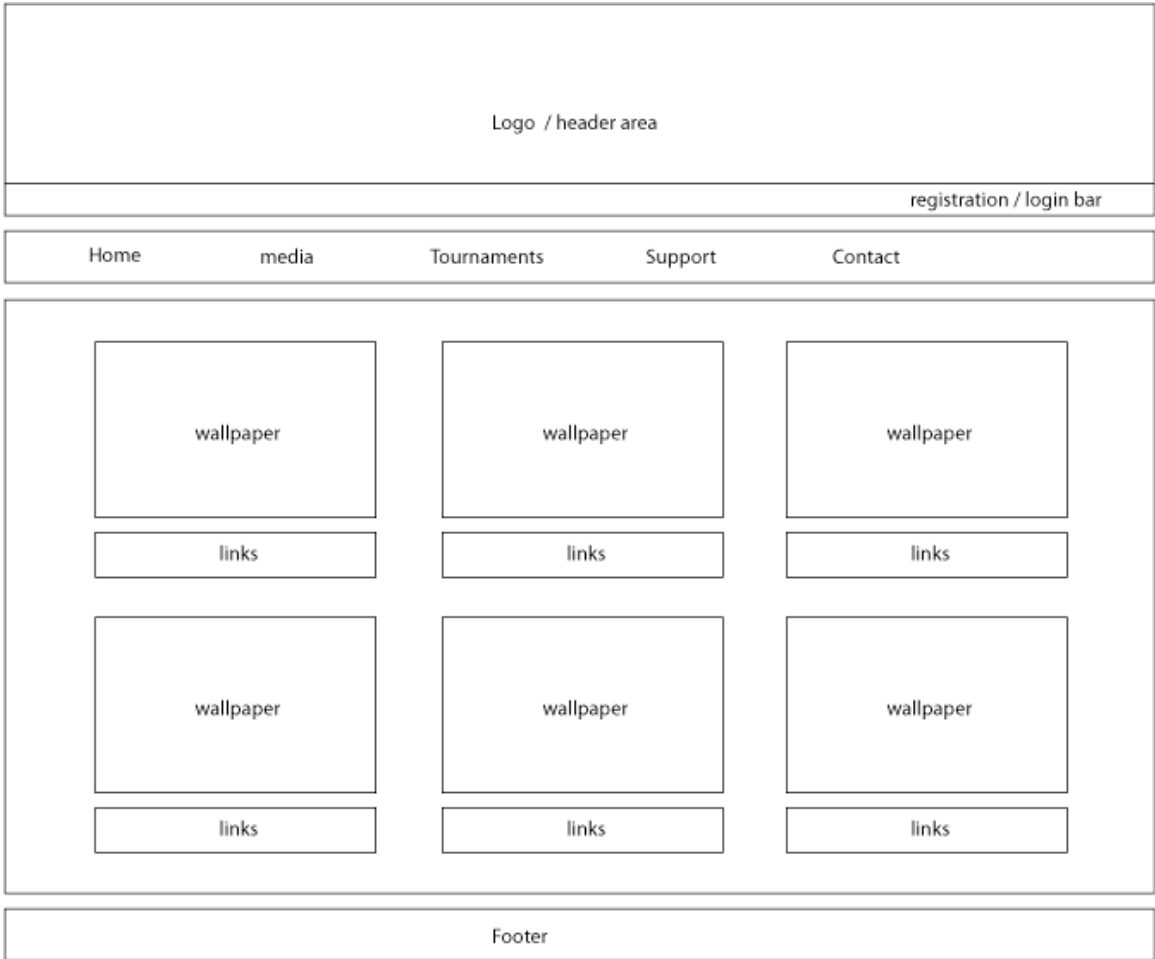 Logo / header area
registration / login bar
Home media Tournaments Support Contact
wallpaper wallpaper wallpaper
links links links
wallpaper wallpaper wallpaper
links links links
Footer